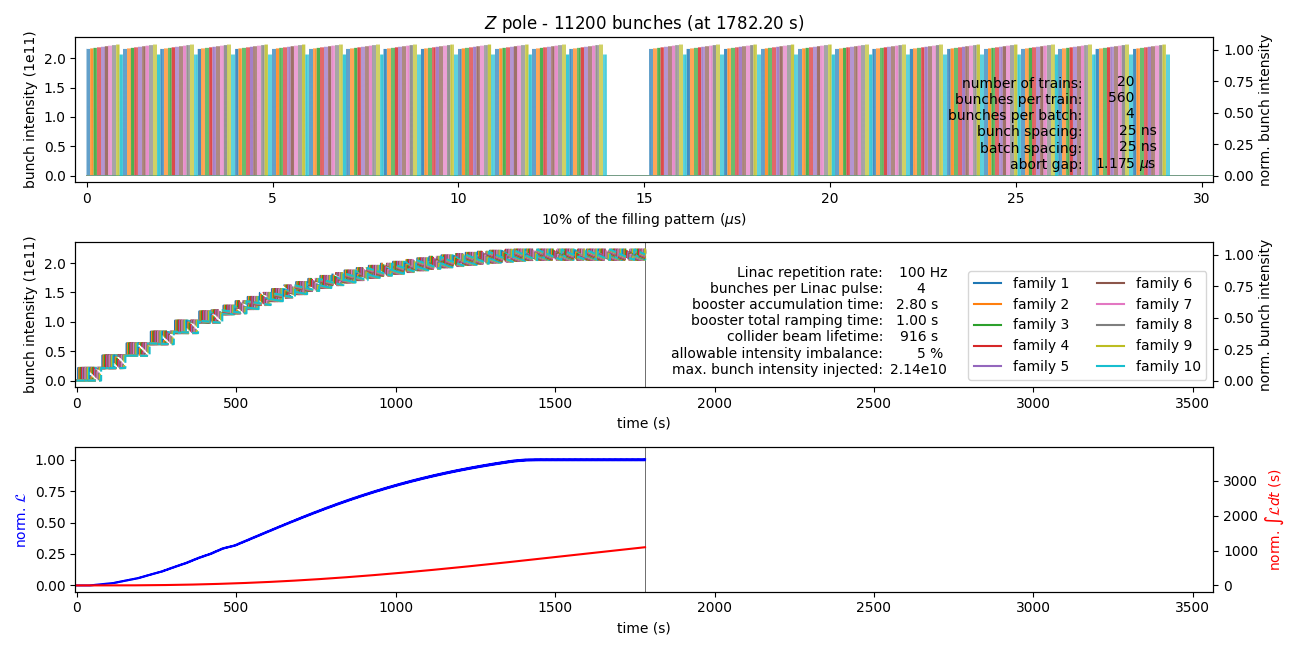 Z pole - 11200 bunches (at 1782.20 s)
bunch intensity (1e11)
2.0
1.5
1.0
0.5
0.0
1.00
0.75
0.50
0.25
0.00
norm. bunch intensity
number of trains: 20
bunches per train: 560
bunches per batch: 4
bunch spacing: 25 ns
batch spacing: 25 ns
abort gap: 1.175 μs
0 5 10 15 20 25 30
10% of the filling pattern (μs)
bunch intensity (1e11)
2.0
1.5
1.0
0.5
0.0
Linac repetition rate: 100 Hz
bunches per Linac pulse: 4
booster accumulation time: 2.80 s
booster total ramping time: 1.00 s
collider beam lifetime: 916 s
allowable intensity imbalance: 5 %
max. bunch intensity injected: 2.14e10
family 1 family 6
family 2 family 7
family 3 family 8
family 4 family 9
family 5 family 10
1.00
0.75
0.50
0.25
0.00
norm. bunch intensity
0 500 1000 1500 2000 2500 3000 3500
time (s)
norm. ℒ
1.00
0.75
0.50
0.25
0.00
3000
2000
1000
0
norm. ∫ℒdt (s)
0 500 1000 1500 2000 2500 3000 3500
time (s)